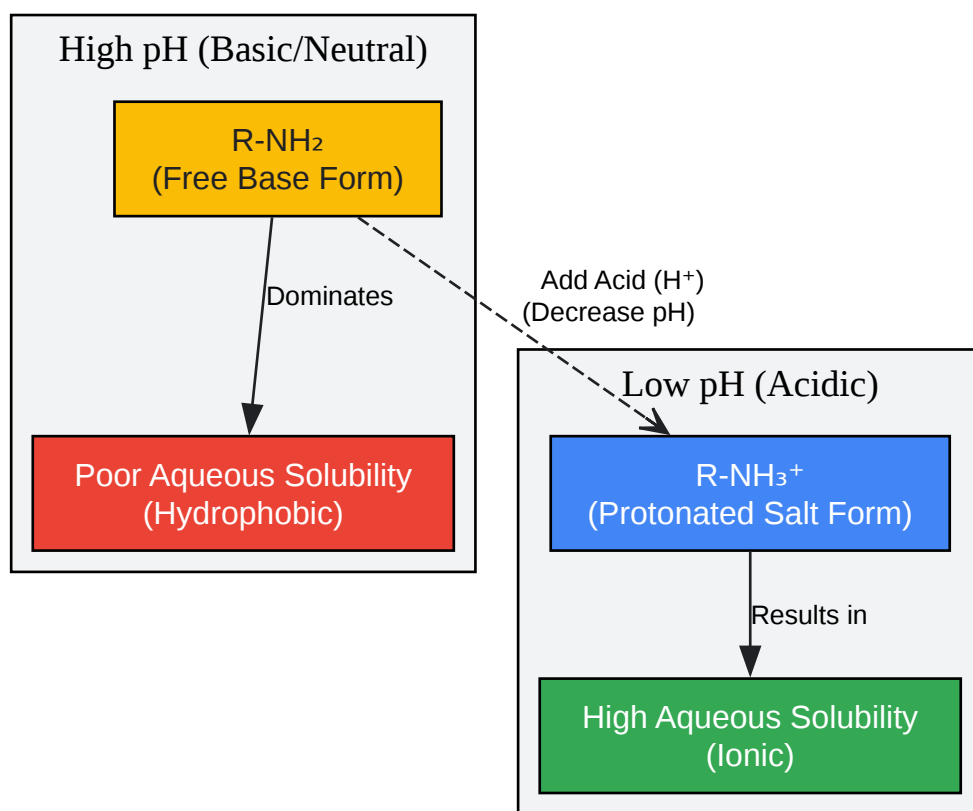 High pH (Basic/Neutral)
R-NH₂
(Free Base Form)
Dominates
Poor Aqueous Solubility
(Hydrophobic)
Add Acid (H⁺)
(Decrease pH)
Low pH (Acidic)
R-NH₃⁺
(Protonated Salt Form)
Results in
High Aqueous Solubility
(Ionic)